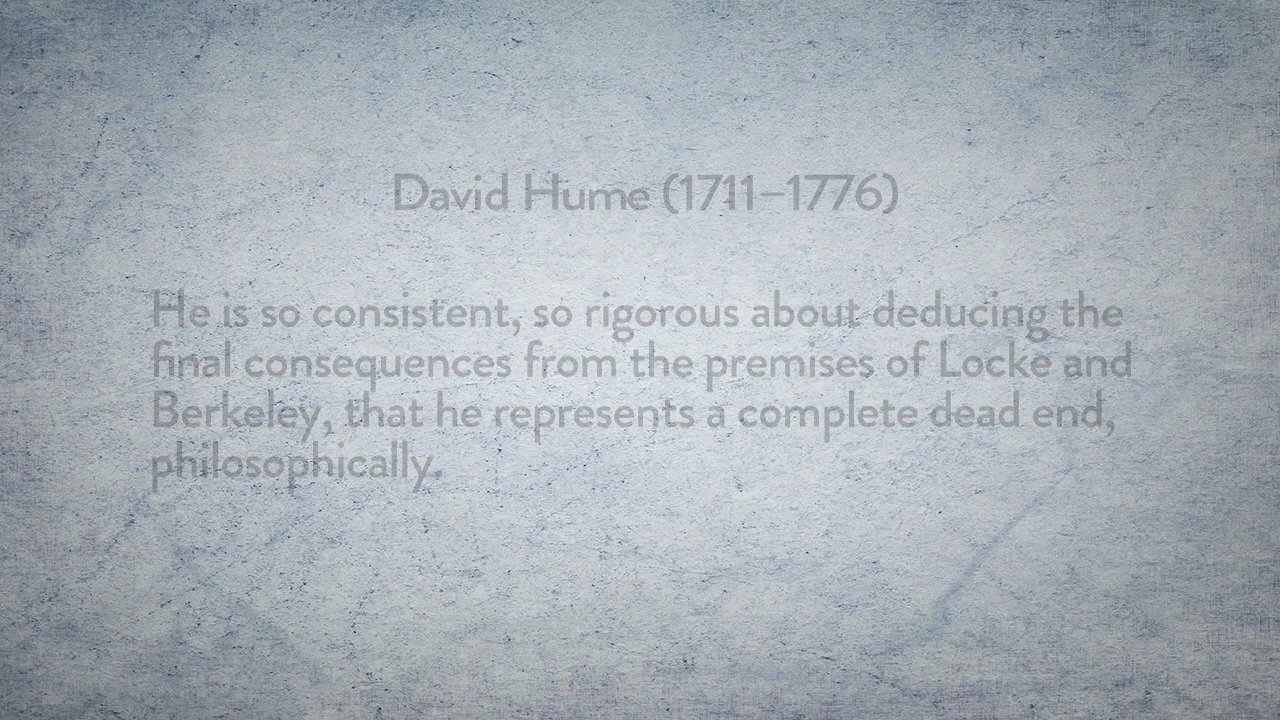 David Hume (1711–1776)
He is so consistent, so rigorous about deducing the
final consequences from the premises of Locke and
Berkeley, that he represents a complete dead end,
philosophically.